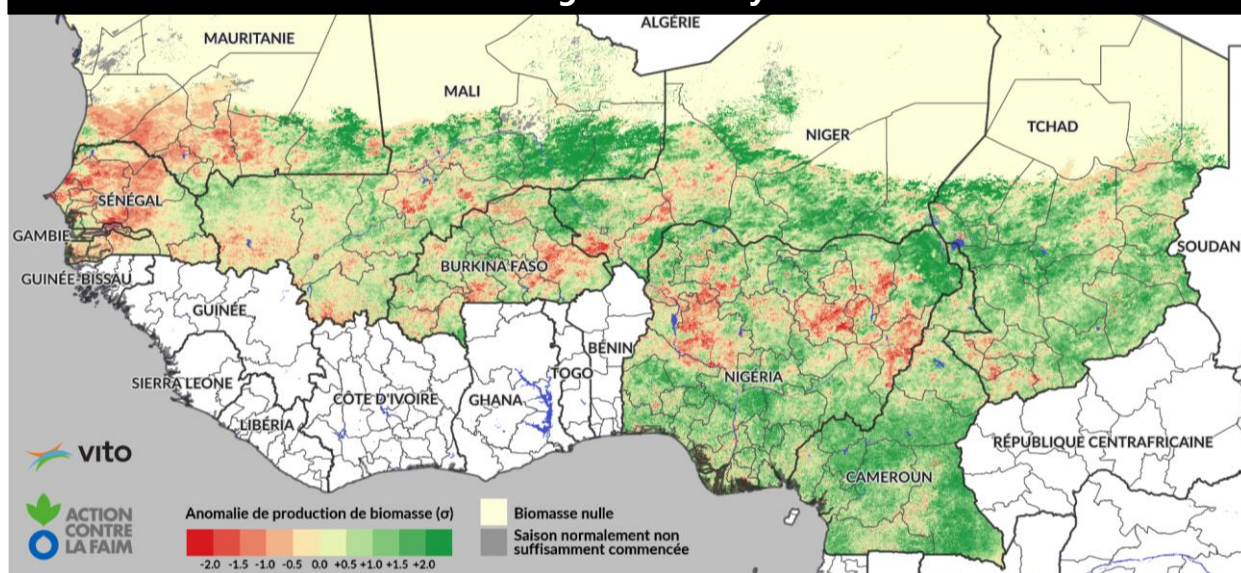 ALGÉRIE
MAURITANIE
MALI
NIGER
TCHAD
SÉNÉGAL
GAMBIE
SOUDAN
BURKINA FASO
GUINÉE-BISSAU
GUINÉE
BÉNIN
SIERRA LEONE
TOGO
NIGÉRIA
CÔTE D'IVOIRE
GHANA
LIBÉRIA
RÉPUBLIQUE CENTRAFRICAINE
CAMEROUN
vito
ACTION
CONTRE
LA FAIM
Anomalie de production de biomasse (σ)
-2.0 -1.5 -1.0 -0.5 0.0 +0.5 +1.0 +1.5 +2.0
Biomasse nulle
Saison normalement non
suffisamment commencée